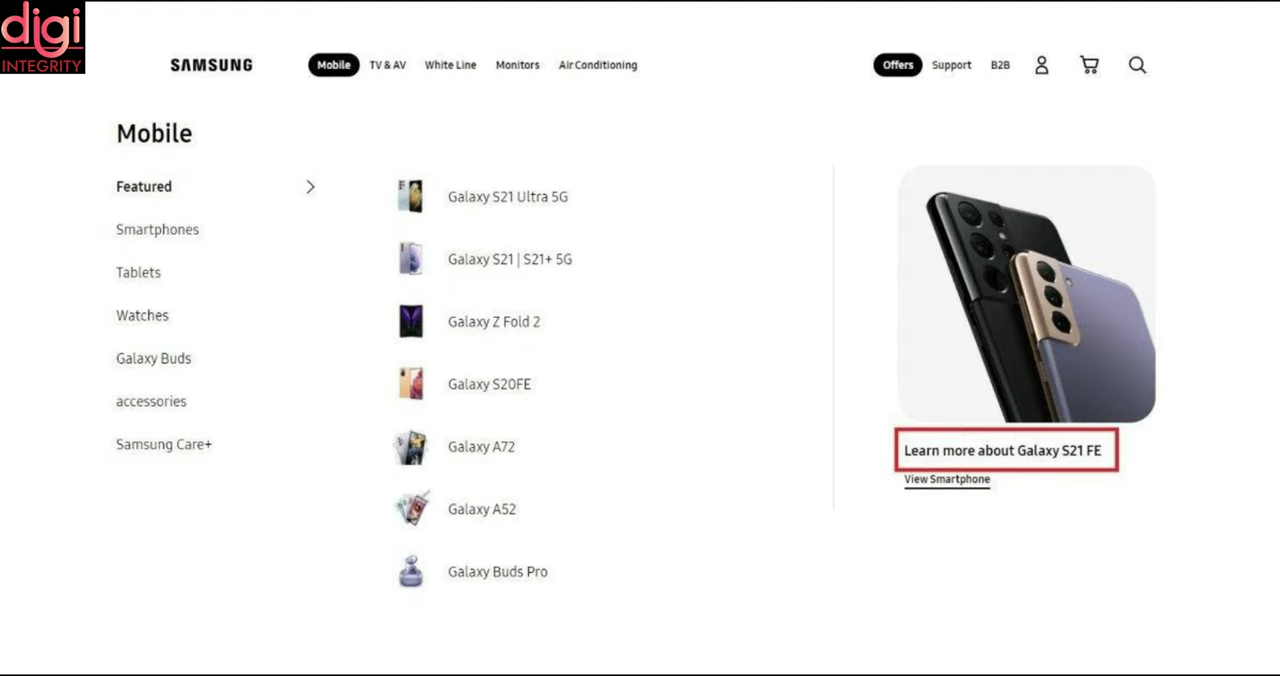 digi
INTEGRITY
SAMSUNG
Mobile
TV & AV
White Line
Monitors
Air Conditioning
Offers
Support
B2B
Mobile
Featured
Smartphones
Tablets
Watches
Galaxy Buds
accessories
Samsung Care+
Galaxy S21 Ultra 5G
Galaxy S21 | S21+ 5G
Galaxy Z Fold 2
Galaxy S20FE
Galaxy A72
Galaxy A52
Galaxy Buds Pro
Learn more about Galaxy S21 FE
View Smartphone